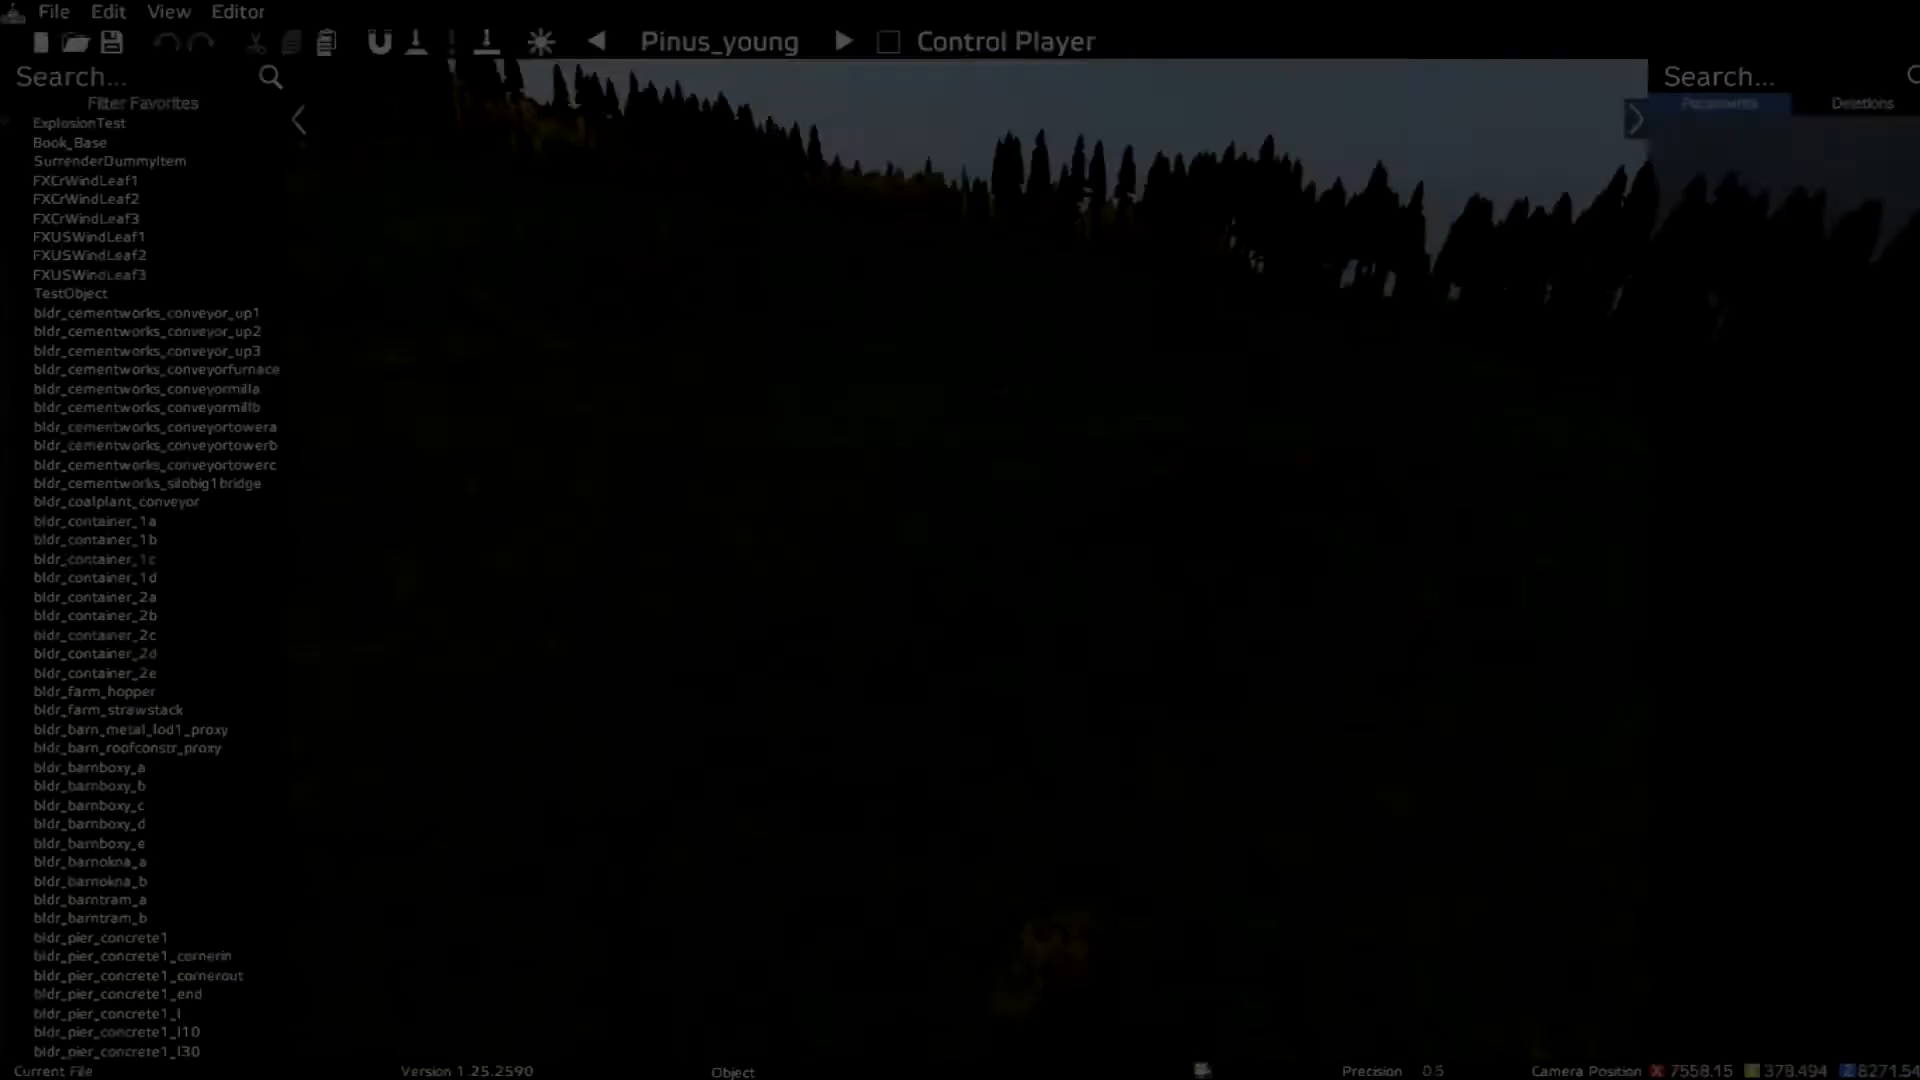 File Edit View Editor
Pinus_young Control Player
Search...
Filter Favorites
ExplosionTest
Book_Base
SurrenderDummyItem
FXCrWindLeaf1
FXCrWindLeaf2
FXCrWindLeaf3
FXUSWindLeaf1
FXUSWindLeaf2
FXUSWindLeaf3
TestObject
bldr_cementworks_conveyor_up1
bldr_cementworks_conveyor_up2
bldr_cementworks_conveyor_up3
bldr_cementworks_conveyorfurnace
bldr_cementworks_conveyormilla
bldr_cementworks_conveyormillb
bldr_cementworks_conveyortowera
bldr_cementworks_conveyortowerb
bldr_cementworks_conveyortowerc
bldr_cementworks_silobig1bridge
bldr_coalplant_conveyor
bldr_container_1a
bldr_container_1b
bldr_container_1c
bldr_container_1d
bldr_container_2a
bldr_container_2b
bldr_container_2c
bldr_container_2d
bldr_container_2e
bldr_farm_hopper
bldr_farm_strawstack
bldr_barn_metal_lod1_proxy
bldr_barn_roofconstr_proxy
bldr_barnboxy_a
bldr_barnboxy_b
bldr_barnboxy_c
bldr_barnboxy_d
bldr_barnboxy_e
bldr_barnokna_a
bldr_barnokna_b
bldr_barntram_a
bldr_barntram_b
bldr_pier_concrete1
bldr_pier_concrete1_cornerin
bldr_pier_concrete1_cornerout
bldr_pier_concrete1_end
bldr_pier_concrete1_l
bldr_pier_concrete1_l10
bldr_pier_concrete1_l30
Search...
Placements Deletions
Current File Version 1.25.2590 Object Precision 0.5 Camera Position X 7558.15 378.494 Z 8271.54